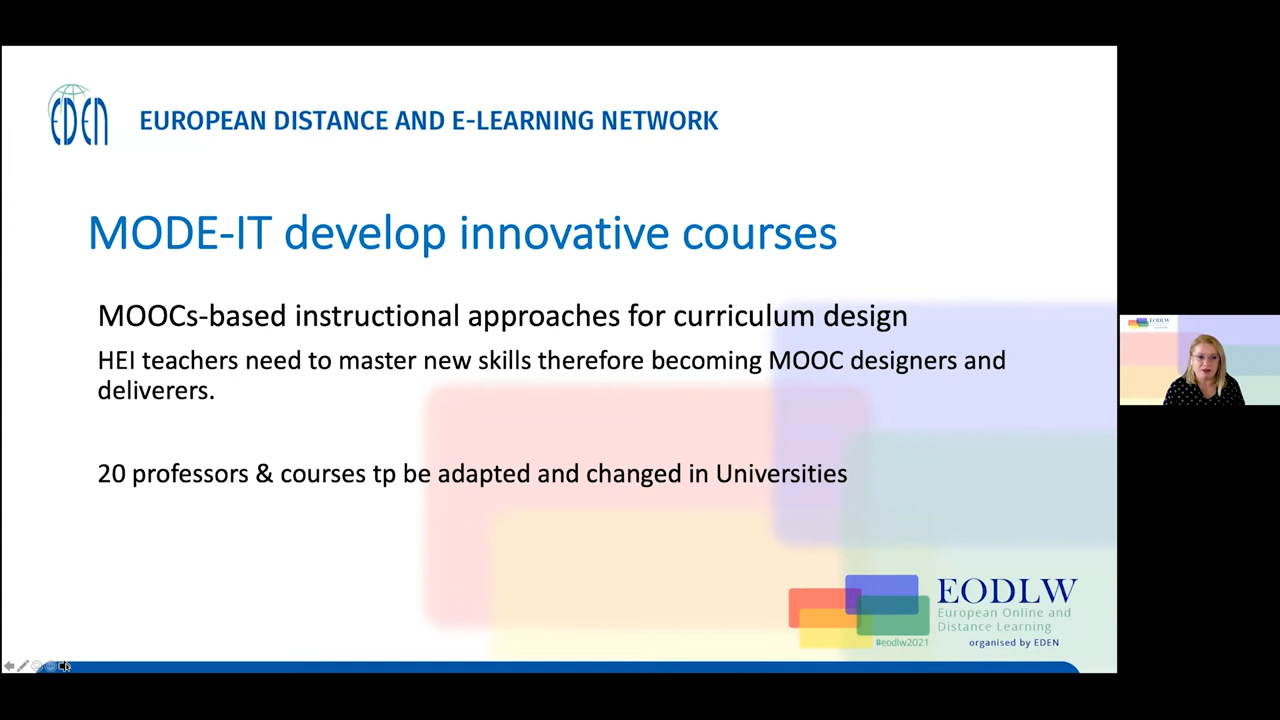 EDEN
EUROPEAN DISTANCE AND E-LEARNING NETWORK
MODE-IT develop innovative courses
MOOCs-based instructional approaches for curriculum design
HEI teachers need to master new skills therefore becoming MOOC designers and
deliverers.
20 professors & courses tp be adapted and changed in Universities
EODLW
European Online and
Distance Learning
#eodlw2021
organised by EDEN
EODLW